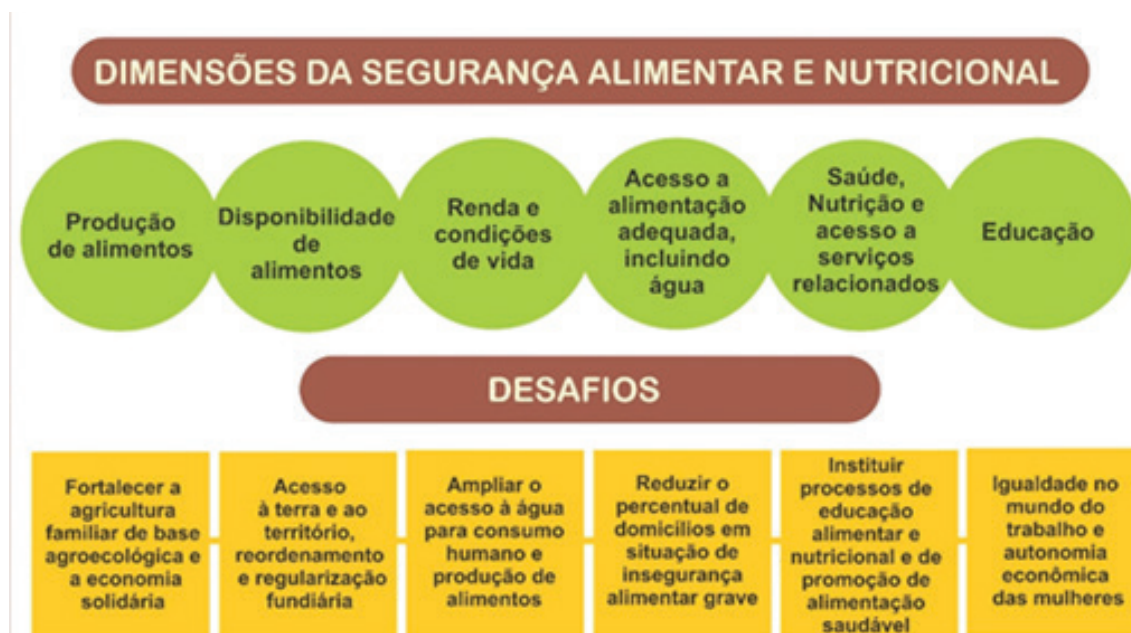 DIMENSÕES DA SEGURANÇA ALIMENTAR E NUTRICIONAL
Produção
de alimentos
Disponibilidade
de
alimentos
Renda e
condições
de vida
Acesso a
alimentação
adequada,
incluindo
água
Saúde,
Nutrição e
acesso a
serviços
relacionados
Educação
DESAFIOS
Fortalecer a
agricultura
familiar de base
agroecológica e
a economia
solidária
Acesso
à terra e ao
território,
reordenamento
e regularização
fundiária
Ampliar o
acesso à água
para consumo
humano e
produção de
alimentos
Reduzir o
percentual de
domicílios em
situação de
insegurança
alimentar grave
Instituir
processos de
educação
alimentar e
nutricional e de
promoção de
alimentação
saudável
Igualdade no
mundo do
trabalho e
autonomia
econômica
das mulheres